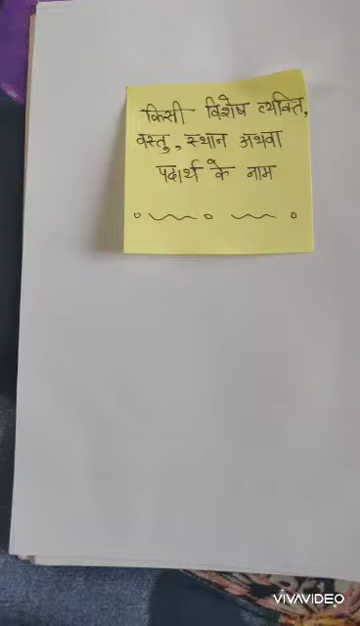 किसी विशेष व्यक्ति,
वस्तु, स्थान अथवा
पदार्थ के नाम
VIVAVIDEO